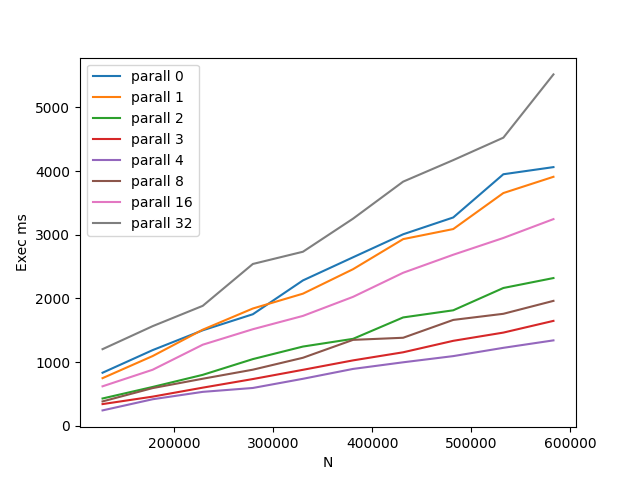 parall 0
parall 1
parall 2
parall 3
parall 4
parall 8
parall 16
parall 32
Exec ms
5000
4000
3000
2000
1000
0
200000 300000 400000 500000 600000
N